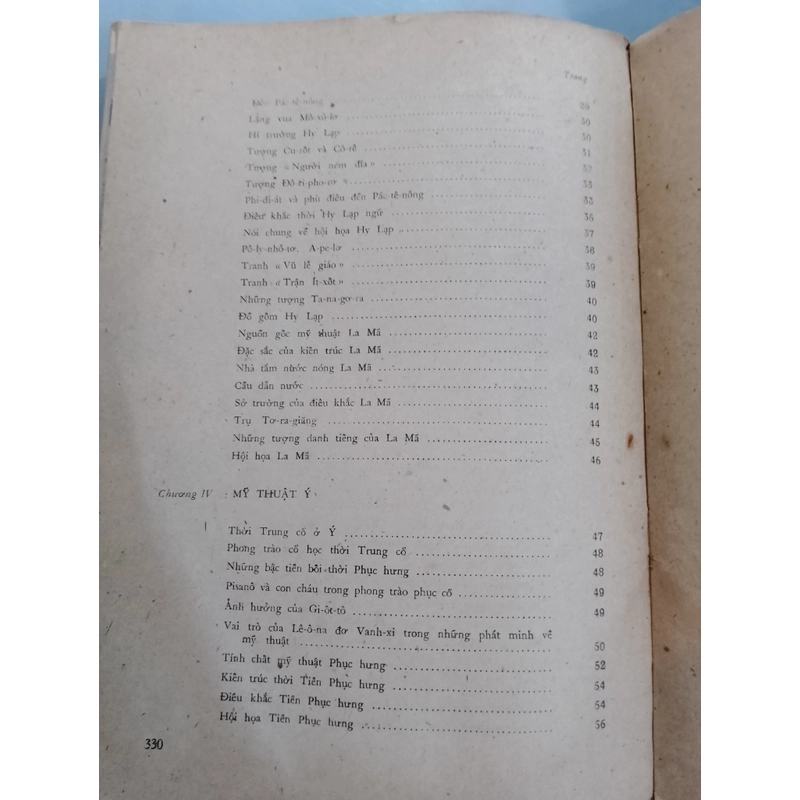 Trang
Đền Pác-tê-nông 28
Lăng vua Mô-xô-lơ 30
Hí trường Hy Lạp 30
Tượng Cu-rốt và Cô-rê 31
Tượng « Người ném đĩa » 32
Tượng Đô-ri-pho-rơ 33
Phi-đi-át và phù điêu đền Pác-tê-nông 33
Điêu khắc thời Hy Lạp ngữ 36
Nói chung về hội họa Hy Lạp 37
Pô-ly-nhô-tơ. A-pe-lơ 38
Tranh « Vũ lễ giáo » 39
Tranh « Trận Ít-xốt » 39
Những tượng Ta-na-gơ-ra 40
Đồ gốm Hy Lạp 40
Nguồn gốc mỹ thuật La Mã 42
Đặc sắc của kiến trúc La Mã 42
Nhà tắm nước nóng La Mã 43
Cầu dẫn nước 43
Sở trường của điêu khắc La Mã 44
Trụ Tơ-ra-giăng 44
Những tượng danh tiếng của La Mã 45
Hội họa La Mã 46
Chương IV : MỸ THUẬT Ý
Thời Trung cổ ở Ý 47
Phong trào cổ học thời Trung cổ 48
Những bậc tiền bối thời Phục hưng 48
Pisanô và con cháu trong phong trào phục cổ 49
Ảnh hưởng của Gi-ôt-tô 49
Vai trò của Lê-ô-na đơ Vanh-xi trong những phát minh về
mỹ thuật 50
Tính chất mỹ thuật Phục hưng 52
Kiến trúc thời Tiền Phục hưng 54
Điêu khắc Tiền Phục hưng 54
Hội họa Tiền Phục hưng 56
330